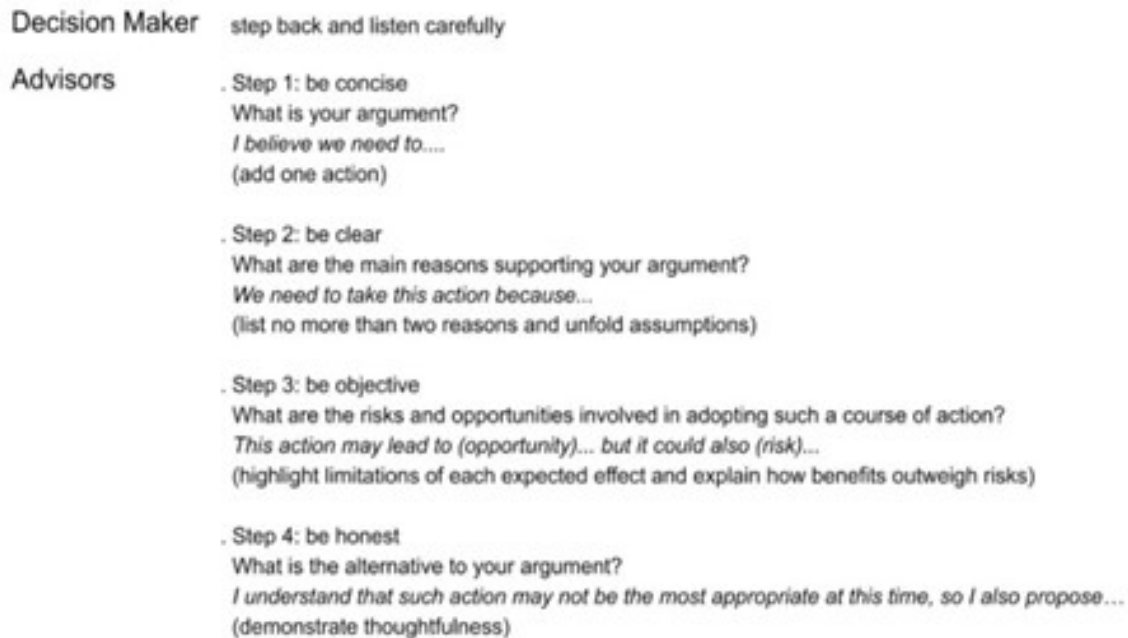 Decision Maker step back and listen carefully
Advisors . Step 1: be concise
What is your argument?
I believe we need to....
(add one action)
. Step 2: be clear
What are the main reasons supporting your argument?
We need to take this action because...
(list no more than two reasons and unfold assumptions)
. Step 3: be objective
What are the risks and opportunities involved in adopting such a course of action?
This action may lead to (opportunity)... but it could also (risk)...
(highlight limitations of each expected effect and explain how benefits outweigh risks)
. Step 4: be honest
What is the alternative to your argument?
I understand that such action may not be the most appropriate at this time, so I also propose…
(demonstrate thoughtfulness)